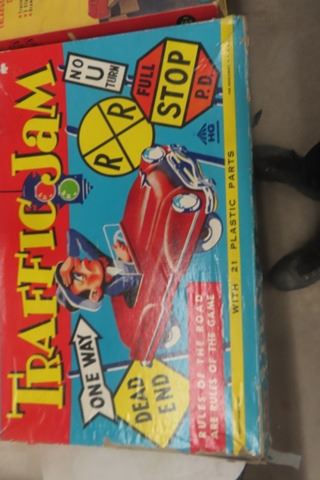 TRAFFIC JAM
NO
U
TURN
FULL
STOP
P.D.
R R
HG
ONE WAY
DEAD
END
RULES OF THE ROAD
ARE RULES OF THE GAME
WITH 21 PLASTIC PARTS